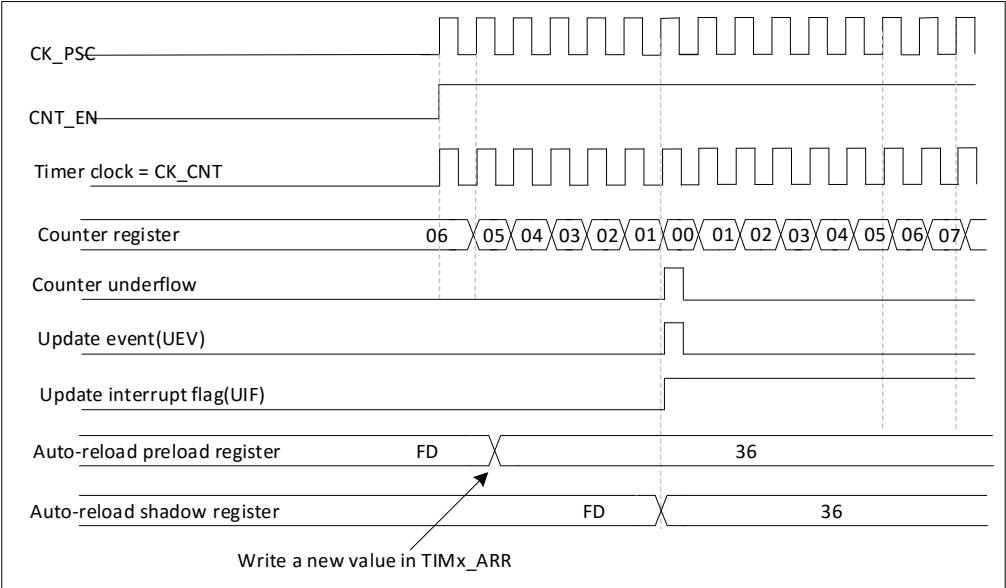 CK_PSC
CNT_EN
Timer clock = CK_CNT
Counter register 06 05 04 03 02 01 00 01 02 03 04 05 06 07
Counter underflow
Update event(UEV)
Update interrupt flag(UIF)
Auto-reload preload register FD 36
Auto-reload shadow register FD 36
Write a new value in TIMx_ARR